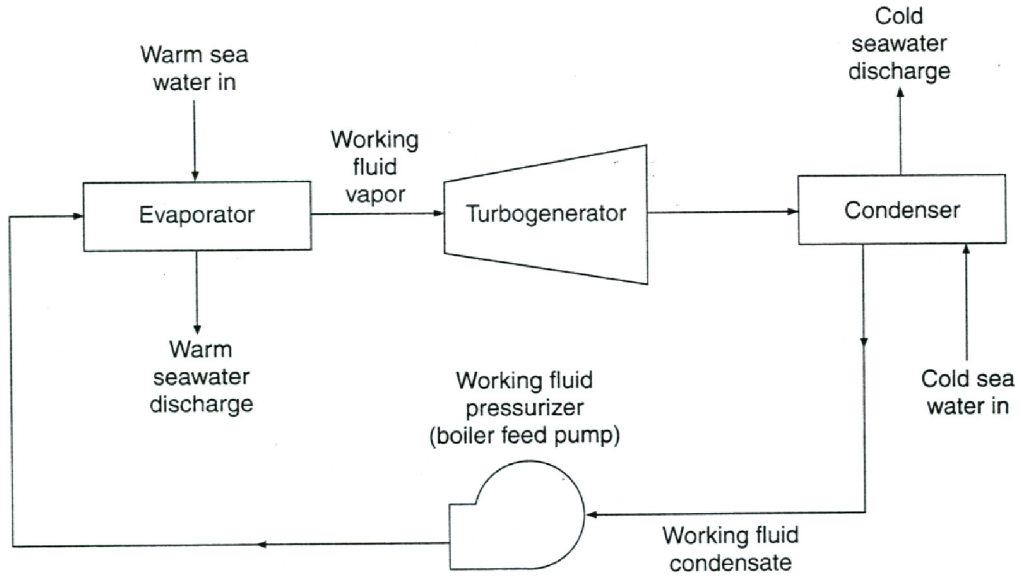 Warm sea
water in
Cold
seawater
discharge
Working
fluid
vapor
Evaporator
Turbogenerator
Condenser
Warm
seawater
discharge
Working fluid
pressurizer
(boiler feed pump)
Cold sea
water in
Working fluid
condensate